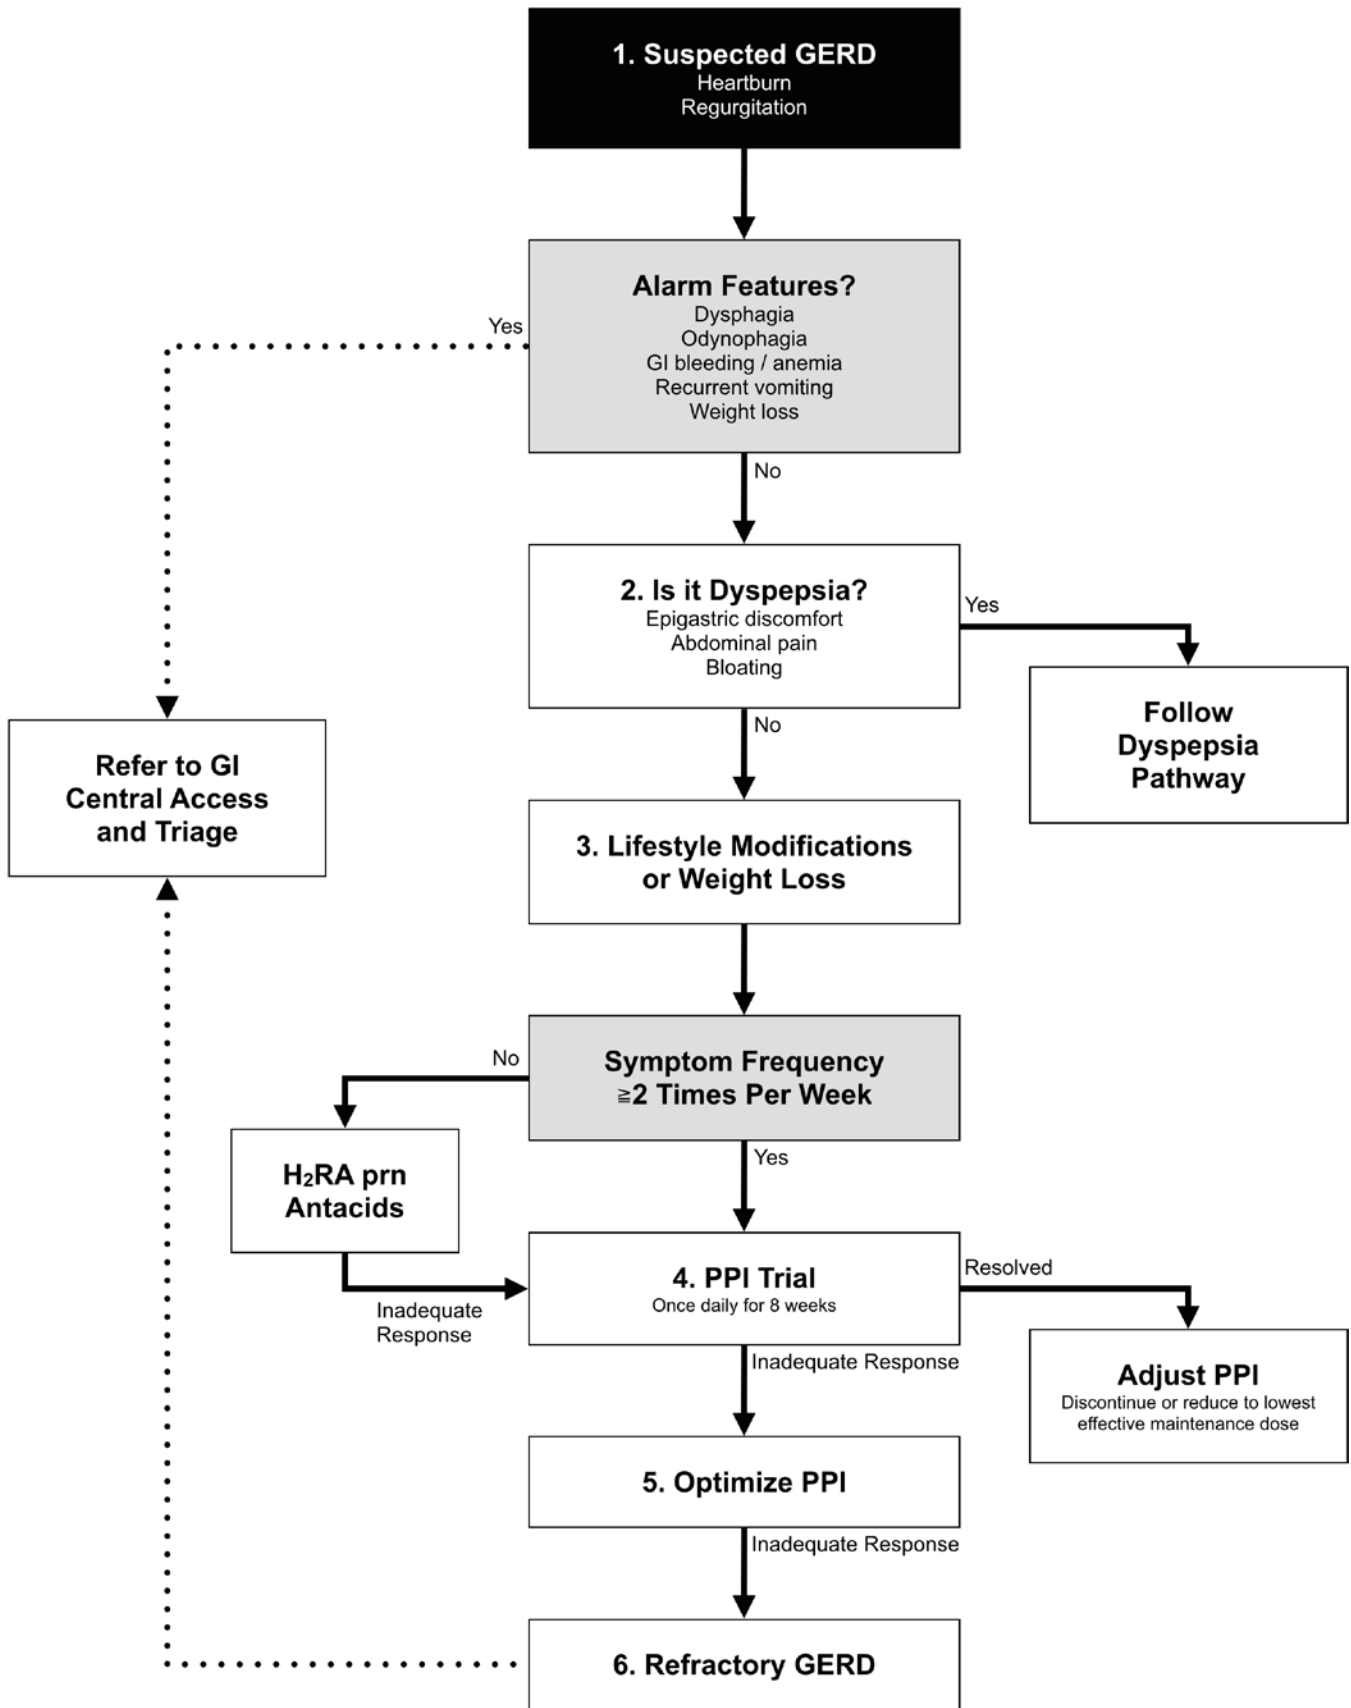 1. Suspected GERD
Heartburn
Regurgitation
Alarm Features?
Dysphagia
Odynophagia
GI bleeding / anemia
Recurrent vomiting
Weight loss
Yes
No
2. Is it Dyspepsia?
Epigastric discomfort
Abdominal pain
Bloating
Yes
Follow
Dyspepsia
Pathway
No
Refer to GI
Central Access
and Triage
3. Lifestyle Modifications
or Weight Loss
Symptom Frequency
≧2 Times Per Week
No
H₂RA prn
Antacids
Yes
Inadequate
Response
4. PPI Trial
Once daily for 8 weeks
Resolved
Adjust PPI
Discontinue or reduce to lowest
effective maintenance dose
Inadequate Response
5. Optimize PPI
Inadequate Response
6. Refractory GERD